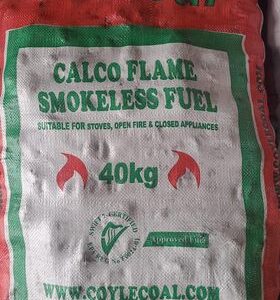 CALCO FLAME
SMOKELESS FUEL
SUITABLE FOR STOVES, OPEN FIRE & CLOSED APPLIANCES
40kg
Approved Fuel
WWW.COYLECOAL.COM